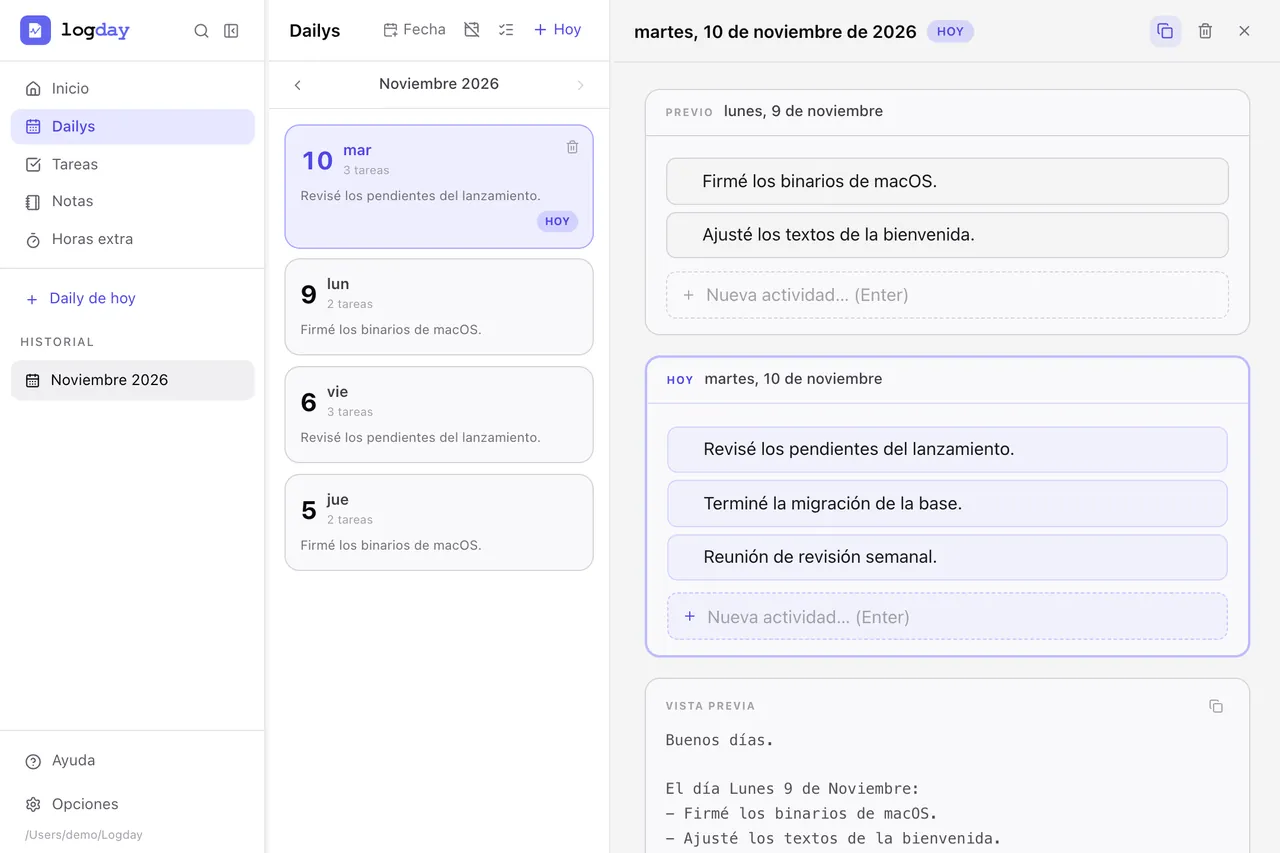 logday
Inicio
Dailys
Tareas
Notas
Horas extra
+ Daily de hoy
HISTORIAL
Noviembre 2026
Ayuda
Opciones
/Users/demo/Logday
Dailys
Fecha
+ Hoy
Noviembre 2026
10 mar
3 tareas
Revisé los pendientes del lanzamiento.
HOY
9 lun
2 tareas
Firmé los binarios de macOS.
6 vie
3 tareas
Revisé los pendientes del lanzamiento.
5 jue
2 tareas
Firmé los binarios de macOS.
martes, 10 de noviembre de 2026 HOY
PREVIO lunes, 9 de noviembre
Firmé los binarios de macOS.
Ajusté los textos de la bienvenida.
+ Nueva actividad... (Enter)
HOY martes, 10 de noviembre
Revisé los pendientes del lanzamiento.
Terminé la migración de la base.
Reunión de revisión semanal.
+ Nueva actividad... (Enter)
VISTA PREVIA
Buenos días.
El día Lunes 9 de Noviembre:
- Firmé los binarios de macOS.
- Ajusté los textos de la bienvenida.